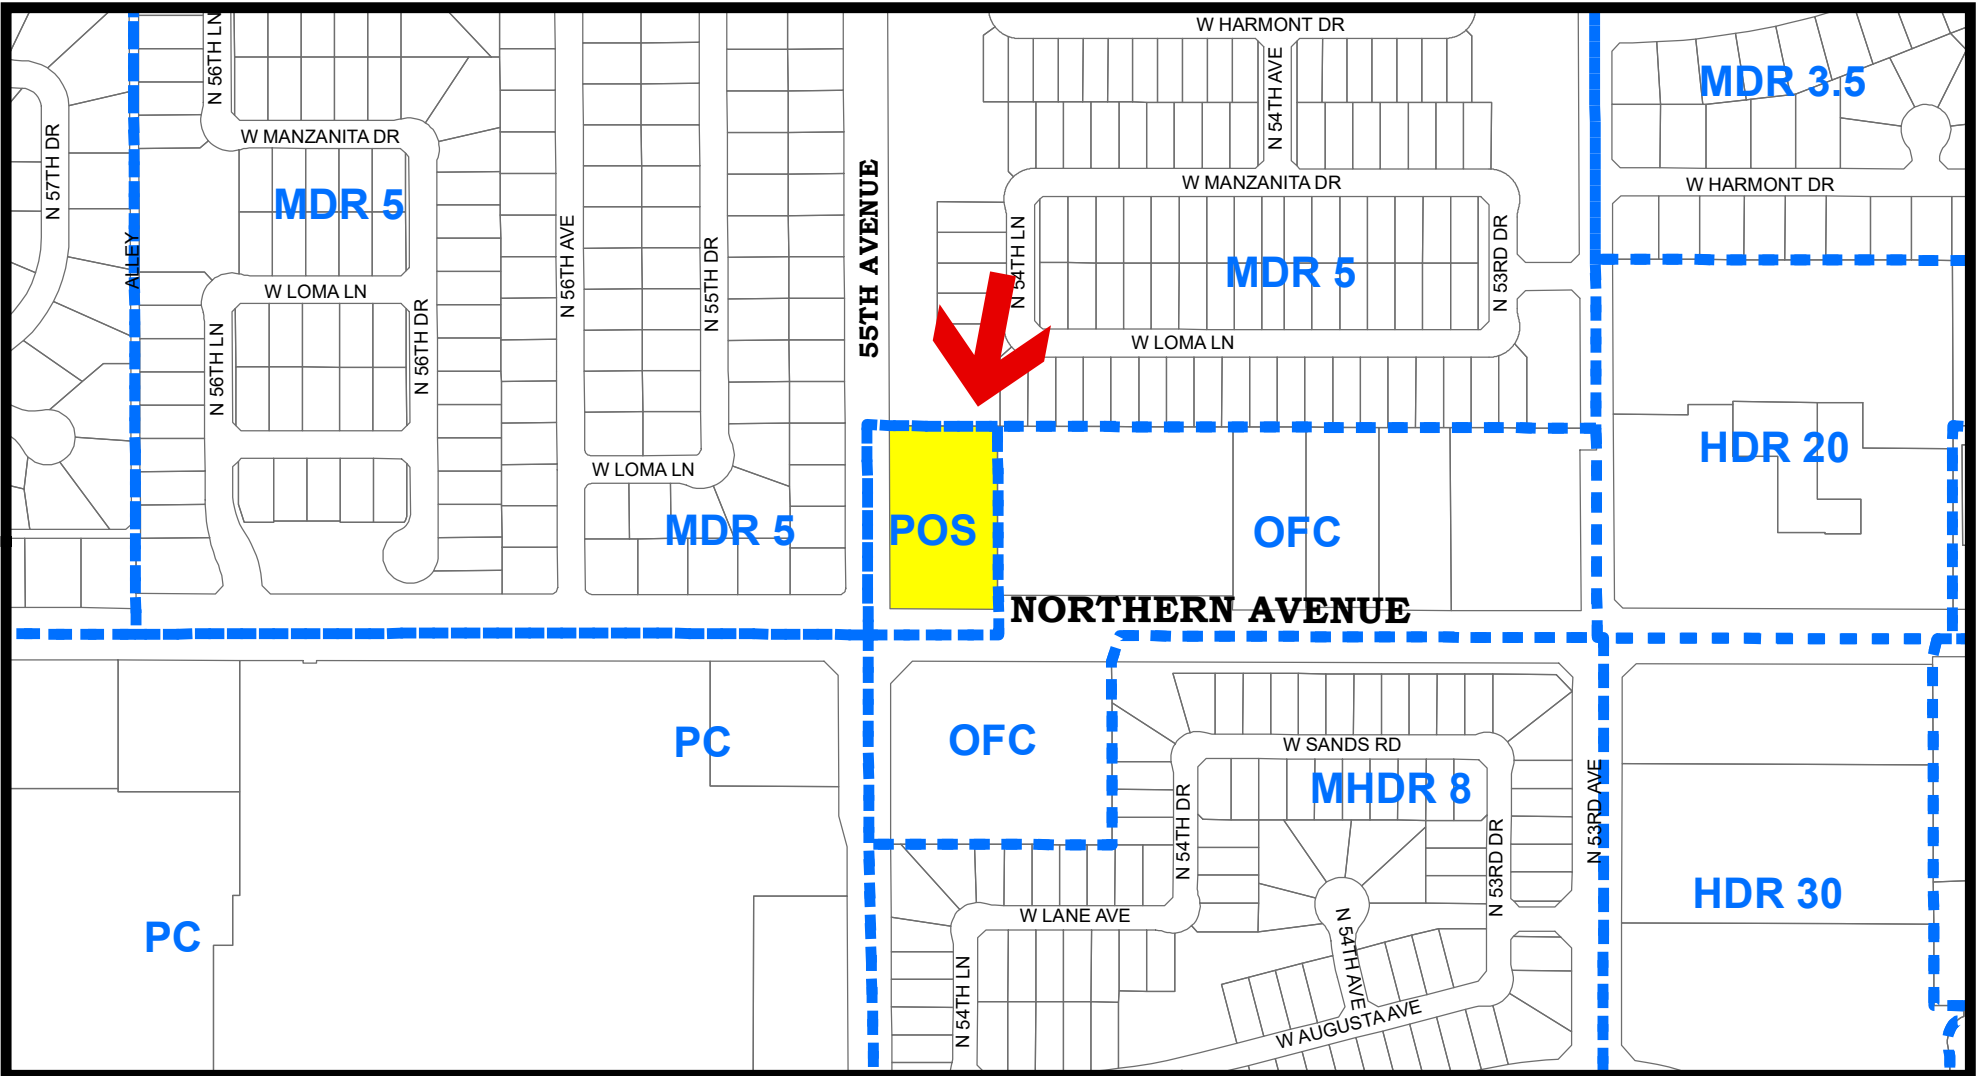 W HARMONT DR
N 56TH LN
N 54TH AVE
MDR 3.5
W MANZANITA DR
N 57TH DR
W MANZANITA DR
W HARMONT DR
MDR 5
55TH AVENUE
N 56TH AVE
N 55TH DR
N 54TH LN
N 53RD DR
ALLEY
MDR 5
W LOMA LN
N 56TH LN
N 56TH DR
W LOMA LN
HDR 20
W LOMA LN
MDR 5
POS
OFC
NORTHERN AVENUE
PC
OFC
W SANDS RD
MHDR 8
N 54TH DR
N 53RD DR
N 53RD AVE
HDR 30
W LANE AVE
PC
N 54TH LN
N 54TH AVE
W AUGUSTA AVE